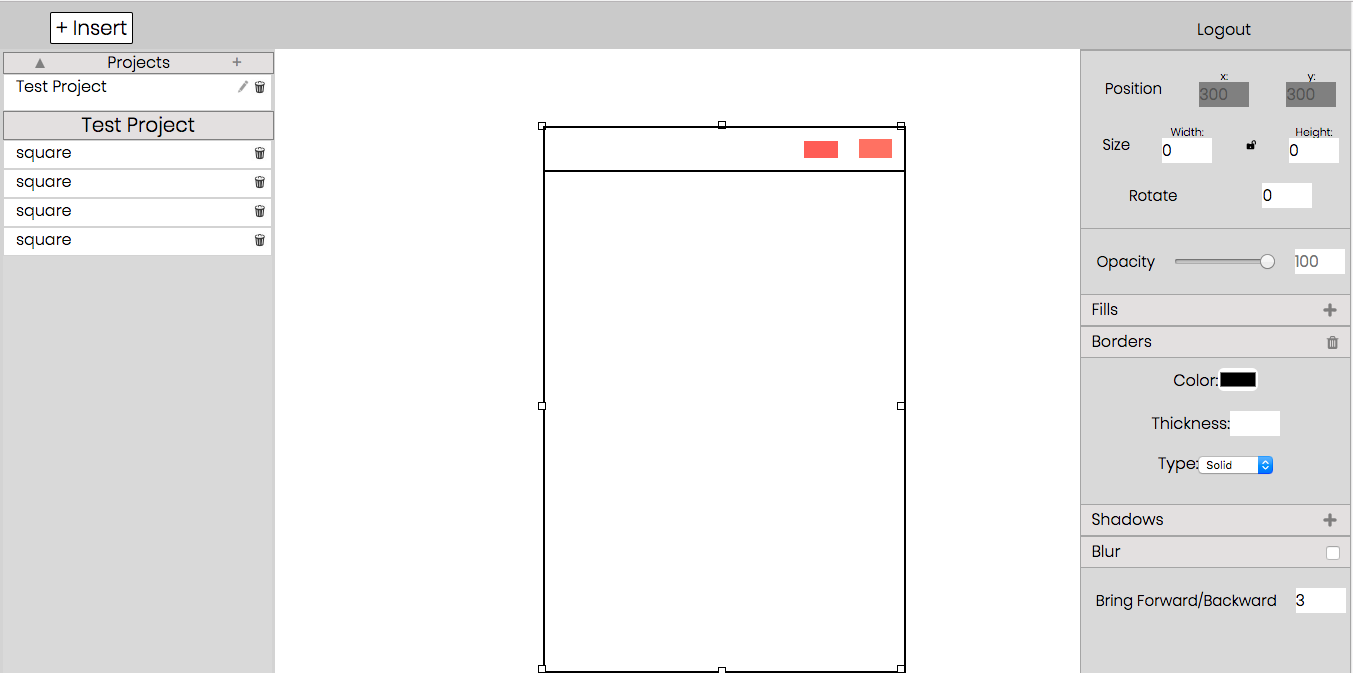 + Insert
Logout
▲ Projects +
Test Project
Test Project
square
square
square
square
x: y:
Position 300 300
Width: Height:
Size 0 0
Rotate 0
Opacity 100
Fills +
Borders
Color:
Thickness:
Type: Solid
Shadows +
Blur
Bring Forward/Backward 3